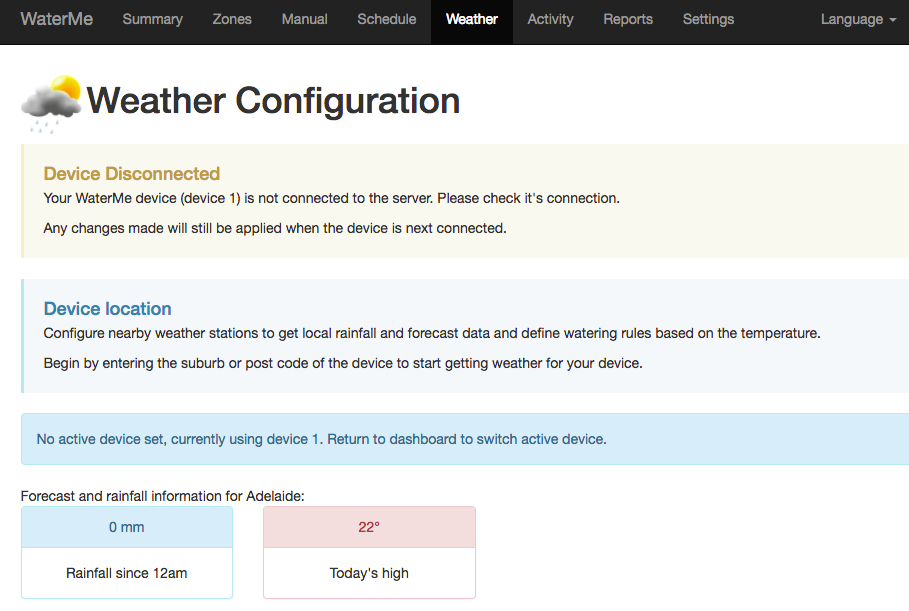 WaterMe Summary Zones Manual Schedule Weather Activity Reports Settings Language
Weather Configuration
Device Disconnected
Your WaterMe device (device 1) is not connected to the server. Please check it's connection.
Any changes made will still be applied when the device is next connected.
Device location
Configure nearby weather stations to get local rainfall and forecast data and define watering rules based on the temperature.
Begin by entering the suburb or post code of the device to start getting weather for your device.
No active device set, currently using device 1. Return to dashboard to switch active device.
Forecast and rainfall information for Adelaide:
0 mm 22°
Rainfall since 12am Today's high